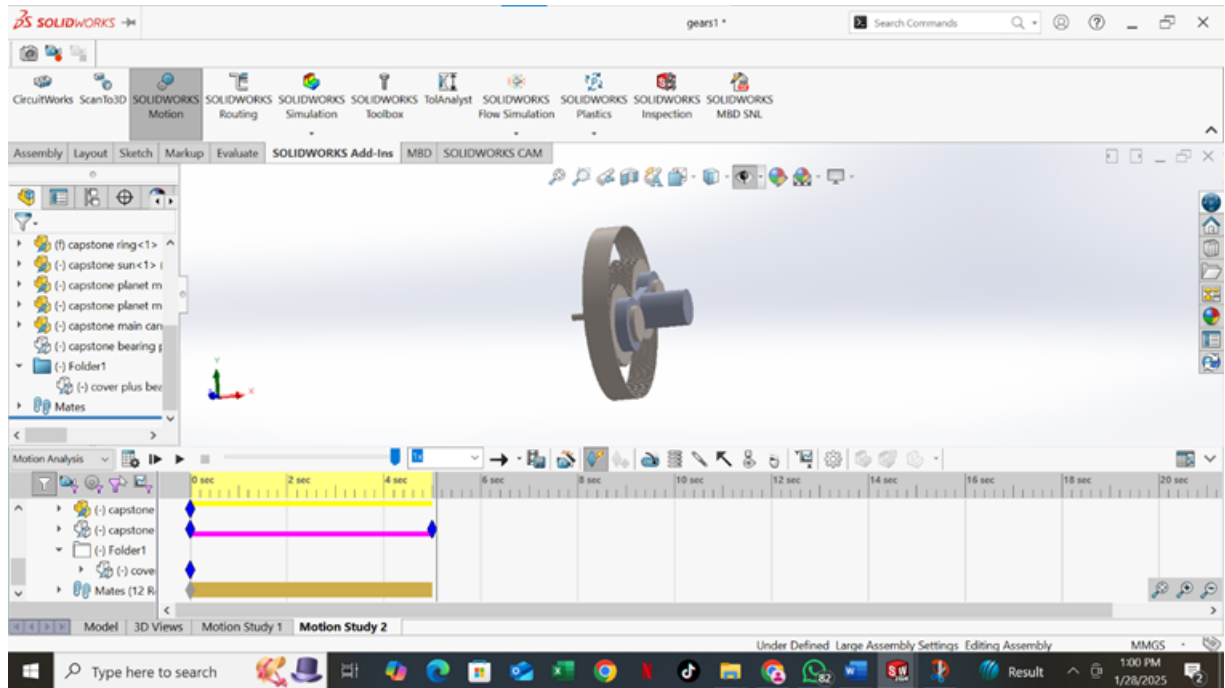 SOLIDWORKS
gears1 *
Search Commands
CircuitWorks
ScanTo3D
SOLIDWORKS Motion
SOLIDWORKS Routing
SOLIDWORKS Simulation
SOLIDWORKS Toolbox
TolAnalyst
SOLIDWORKS Flow Simulation
SOLIDWORKS Plastics
SOLIDWORKS Inspection
SOLIDWORKS MBD SNL
Assembly Layout Sketch Markup Evaluate SOLIDWORKS Add-Ins MBD SOLIDWORKS CAM
(f) capstone ring<1>
(-) capstone sun<1> (
(-) capstone planet m
(-) capstone planet m
(-) capstone main carr
(-) capstone bearing p
(-) Folder1
(-) cover plus bea
Mates
Y
X
Motion Analysis
1x
0 sec 2 sec 4 sec 6 sec 8 sec 10 sec 12 sec 14 sec 16 sec 18 sec 20 sec
(-) capstone
(-) capstone
(-) Folder1
(-) cove
Mates (12 R
Model 3D Views Motion Study 1 Motion Study 2
Under Defined Large Assembly Settings Editing Assembly MMGS
Type here to search
82
Result
1:00 PM
1/28/2025
2